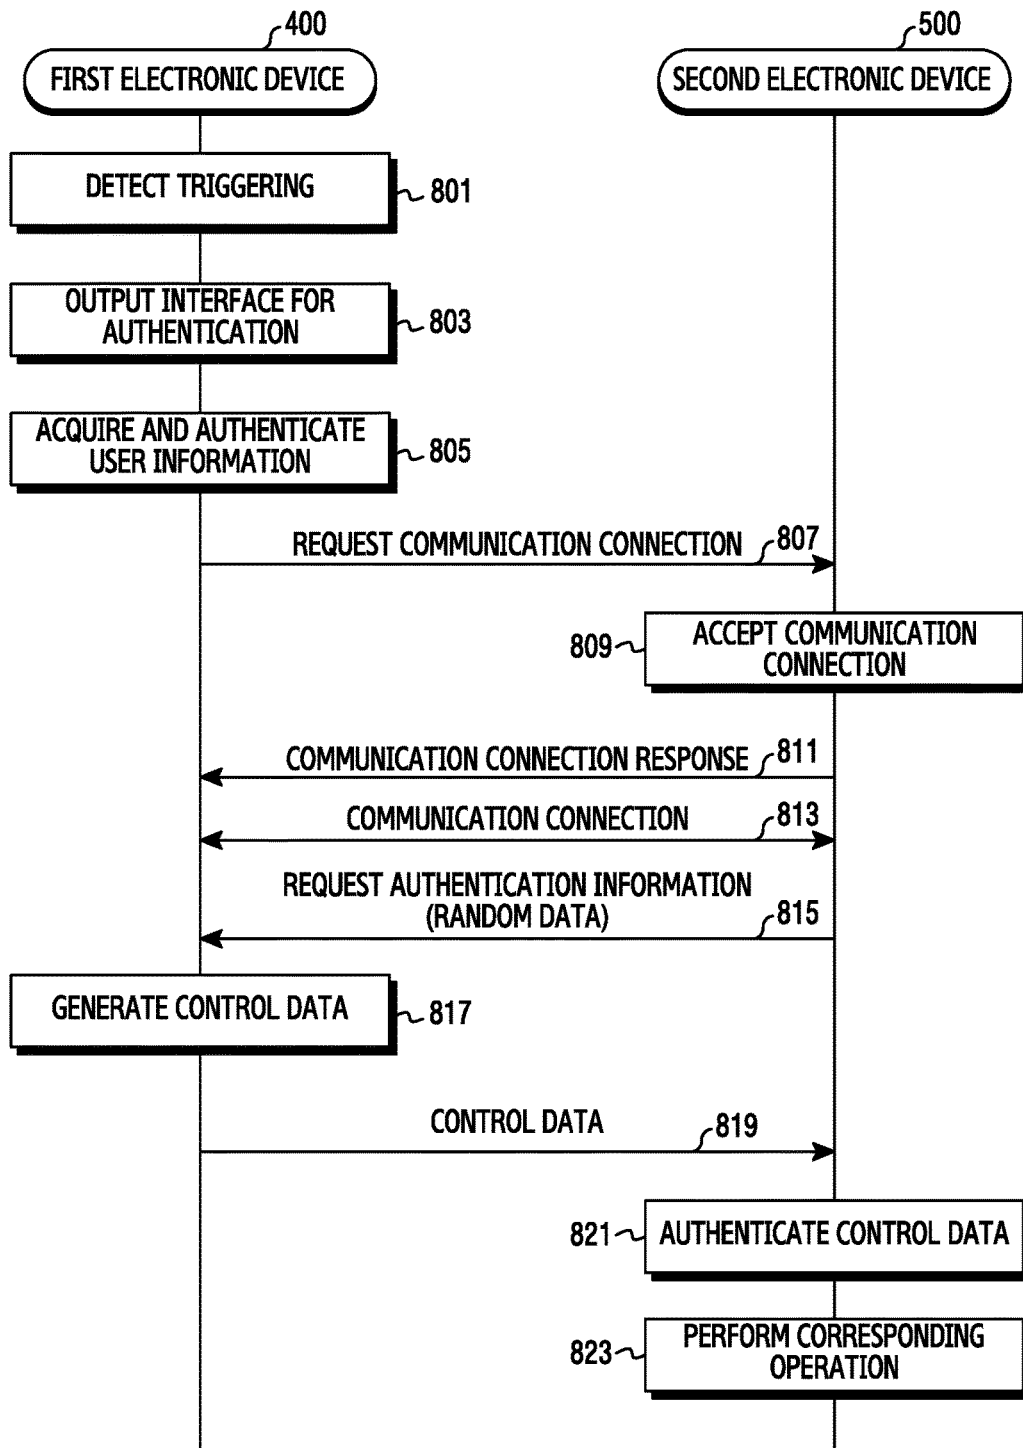 400
500
FIRST ELECTRONIC DEVICE
SECOND ELECTRONIC DEVICE
DETECT TRIGGERING
801
OUTPUT INTERFACE FOR
AUTHENTICATION
803
ACQUIRE AND AUTHENTICATE
USER INFORMATION
805
REQUEST COMMUNICATION CONNECTION
807
809
ACCEPT COMMUNICATION
CONNECTION
COMMUNICATION CONNECTION RESPONSE
811
COMMUNICATION CONNECTION
813
REQUEST AUTHENTICATION INFORMATION
(RANDOM DATA)
815
GENERATE CONTROL DATA
817
CONTROL DATA
819
821
AUTHENTICATE CONTROL DATA
823
PERFORM CORRESPONDING
OPERATION